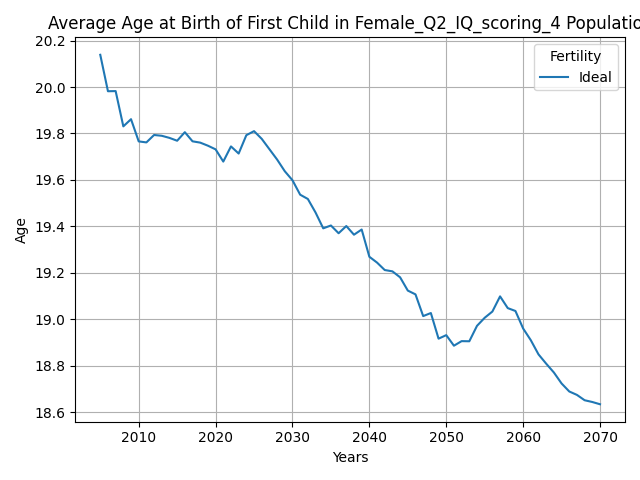 Average Age at Birth of First Child in Female_Q2_IQ_scoring_4 Populatio
Fertility
Ideal
20.2
20.0
19.8
19.6
19.4
19.2
19.0
18.8
18.6
Age
2010 2020 2030 2040 2050 2060 2070
Years